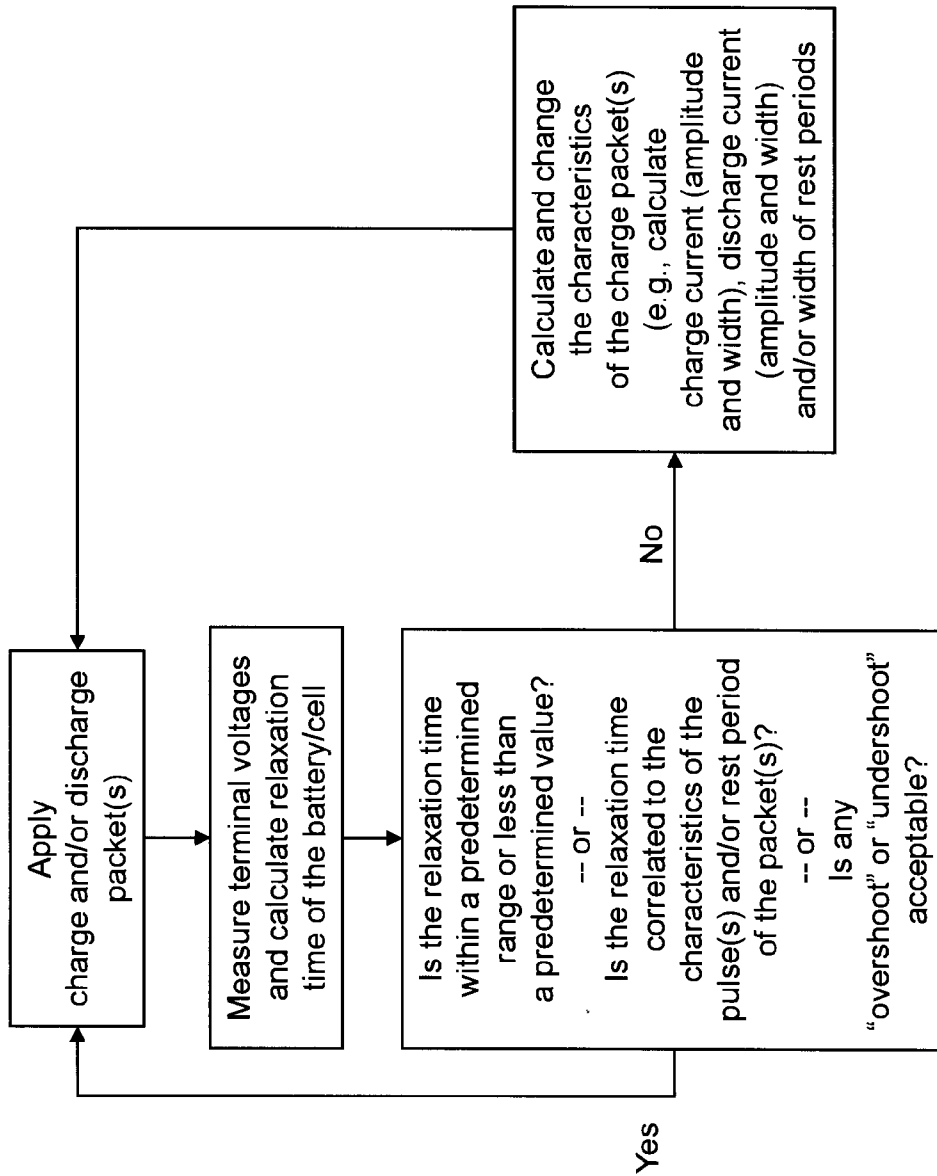 Apply
charge and/or discharge
packet(s)
Measure terminal voltages
and calculate relaxation
time of the battery/cell
Is the relaxation time
within a predetermined
range or less than
a predetermined value?
-- or --
Is the relaxation time
correlated to the
characteristics of the
pulse(s) and/or rest period
of the packet(s)?
-- or --
Is any
“overshoot” or “undershoot”
acceptable?
Yes
No
Calculate and change
the characteristics
of the charge packet(s)
(e.g., calculate
charge current (amplitude
and width), discharge current
(amplitude and width)
and/or width of rest periods